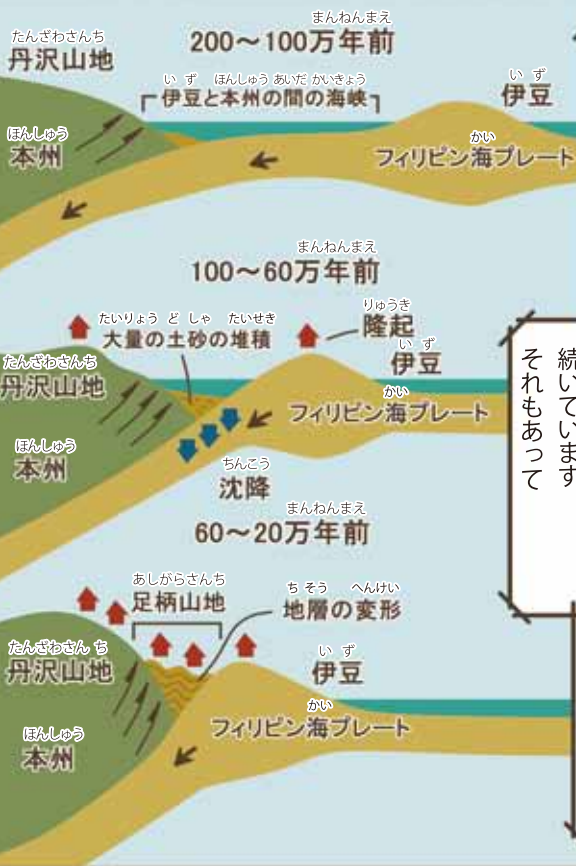 200〜100万年前
まんねんまえ
丹沢山地
たんざわさんち
伊豆と本州の間の海峡
い ず ほんしゅう あいだ かいきょう
伊豆
い ず
本州
ほんしゅう
フィリピン海プレート
かい
100〜60万年前
まんねんまえ
大量の土砂の堆積
たいりょう ど しゃ たいせき
隆起
りゅうき
伊豆
い ず
丹沢山地
たんざわさんち
フィリピン海プレート
かい
本州
ほんしゅう
沈降
ちんこう
60〜20万年前
まんねんまえ
足柄山地
あしがらさんち
地層の変形
ち そう へんけい
丹沢山地
たんざわさん ち
伊豆
い ず
フィリピン海プレート
かい
本州
ほんしゅう
続いています
それもあって